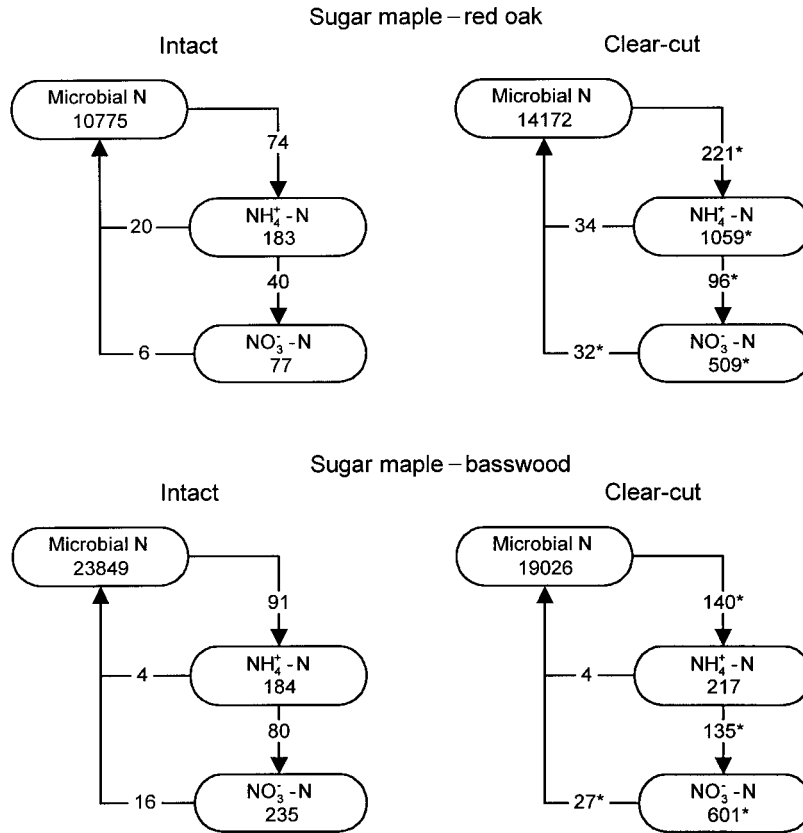 Sugar maple – red oak
Intact
Clear-cut
Microbial N
10775
Microbial N
14172
74
221*
NH₄⁺-N
183
NH₄⁺-N
1059*
20
34
40
96*
NO₃⁻-N
77
NO₃⁻-N
509*
6
32*
Sugar maple – basswood
Intact
Clear-cut
Microbial N
23849
Microbial N
19026
91
140*
NH₄⁺-N
184
NH₄⁺-N
217
4
4
80
135*
NO₃⁻-N
235
NO₃⁻-N
601*
16
27*